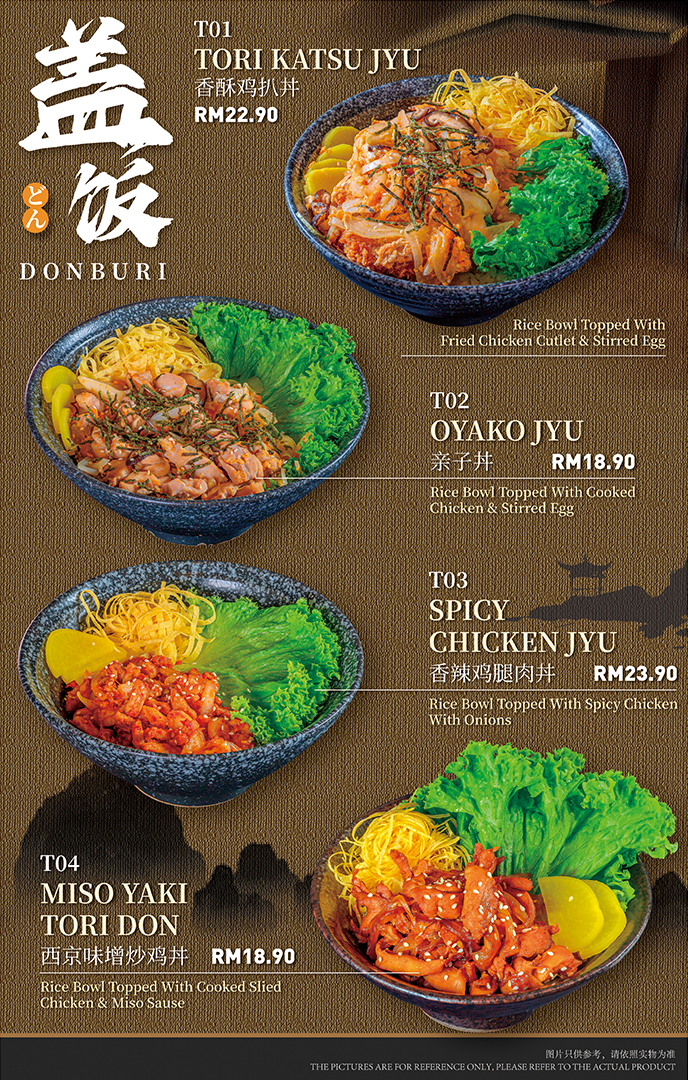 盖饭
どん
DONBURI
T01
TORI KATSU JYU
香酥鸡扒丼
RM22.90
Rice Bowl Topped With
Fried Chicken Cutlet & Stirred Egg
T02
OYAKO JYU
亲子丼 RM18.90
Rice Bowl Topped With Cooked
Chicken & Stirred Egg
T03
SPICY
CHICKEN JYU
香辣鸡腿肉丼 RM23.90
Rice Bowl Topped With Spicy Chicken
With Onions
T04
MISO YAKI
TORI DON
西京味增炒鸡丼 RM18.90
Rice Bowl Topped With Cooked Slied
Chicken & Miso Sause
图片只供参考，请依照实物为准
THE PICTURES ARE FOR REFERENCE ONLY, PLEASE REFER TO THE ACTUAL PRODUCT